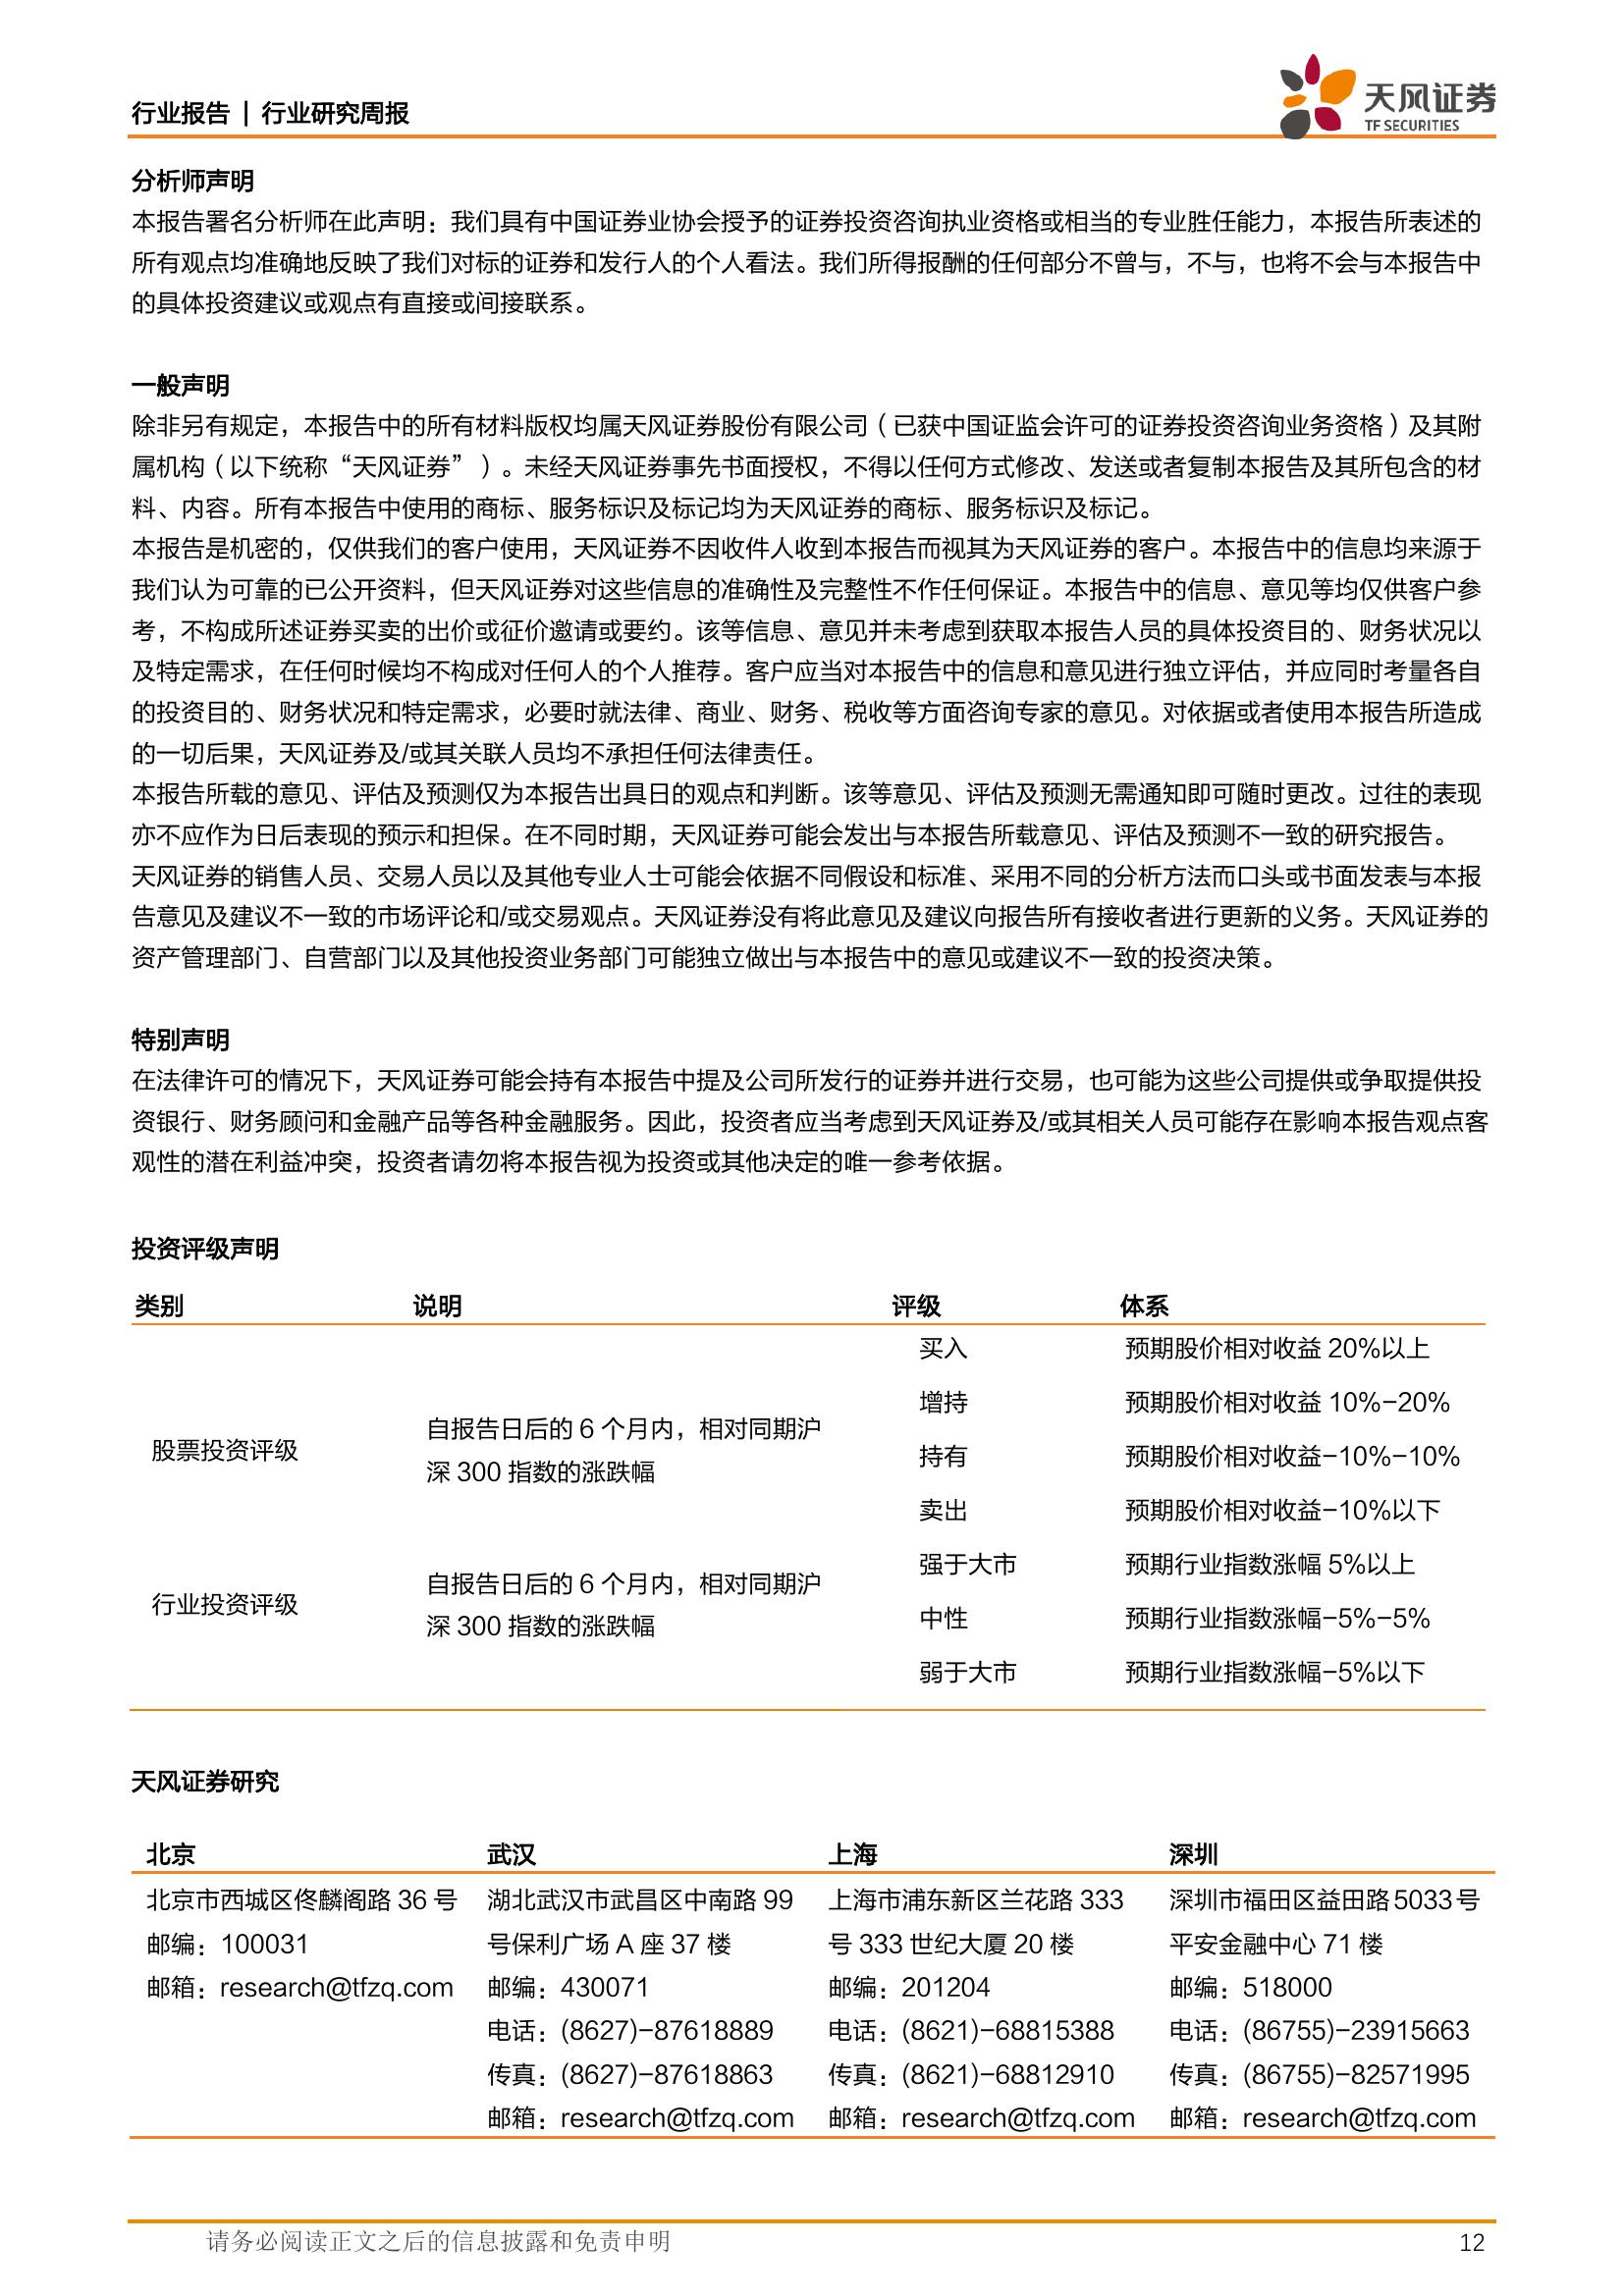 行业报告 | 行业研究周报
天风证券
TF SECURITIES
分析师声明
本报告署名分析师在此声明：我们具有中国证券业协会授予的证券投资咨询执业资格或相当的专业胜任能力，本报告所表述的
所有观点均准确地反映了我们对标的证券和发行人的个人看法。我们所得报酬的任何部分不曾与，不与，也将不会与本报告中
的具体投资建议或观点有直接或间接联系。
一般声明
除非另有规定，本报告中的所有材料版权均属天风证券股份有限公司（已获中国证监会许可的证券投资咨询业务资格）及其附
属机构（以下统称“天风证券”）。未经天风证券事先书面授权，不得以任何方式修改、发送或者复制本报告及其所包含的材
料、内容。所有本报告中使用的商标、服务标识及标记均为天风证券的商标、服务标识及标记。
本报告是机密的，仅供我们的客户使用，天风证券不因收件人收到本报告而视其为天风证券的客户。本报告中的信息均来源于
我们认为可靠的已公开资料，但天风证券对这些信息的准确性及完整性不作任何保证。本报告中的信息、意见等均仅供客户参
考，不构成所述证券买卖的出价或征价邀请或要约。该等信息、意见并未考虑到获取本报告人员的具体投资目的、财务状况以
及特定需求，在任何时候均不构成对任何人的个人推荐。客户应当对本报告中的信息和意见进行独立评估，并应同时考量各自
的投资目的、财务状况和特定需求，必要时就法律、商业、财务、税收等方面咨询专家的意见。对依据或者使用本报告所造成
的一切后果，天风证券及/或其关联人员均不承担任何法律责任。
本报告所载的意见、评估及预测仅为本报告出具日的观点和判断。该等意见、评估及预测无需通知即可随时更改。过往的表现
亦不应作为日后表现的预示和担保。在不同时期，天风证券可能会发出与本报告所载意见、评估及预测不一致的研究报告。
天风证券的销售人员、交易人员以及其他专业人士可能会依据不同假设和标准、采用不同的分析方法而口头或书面发表与本报
告意见及建议不一致的市场评论和/或交易观点。天风证券没有将此意见及建议向报告所有接收者进行更新的义务。天风证券的
资产管理部门、自营部门以及其他投资业务部门可能独立做出与本报告中的意见或建议不一致的投资决策。
特别声明
在法律许可的情况下，天风证券可能会持有本报告中提及公司所发行的证券并进行交易，也可能为这些公司提供或争取提供投
资银行、财务顾问和金融产品等各种金融服务。因此，投资者应当考虑到天风证券及/或其相关人员可能存在影响本报告观点客
观性的潜在利益冲突，投资者请勿将本报告视为投资或其他决定的唯一参考依据。
投资评级声明
类别 说明 评级 体系
股票投资评级
自报告日后的 6 个月内，相对同期沪
深 300 指数的涨跌幅
买入 预期股价相对收益 20%以上
增持 预期股价相对收益 10%-20%
持有 预期股价相对收益-10%-10%
卖出 预期股价相对收益-10%以下
行业投资评级
自报告日后的 6 个月内，相对同期沪
深 300 指数的涨跌幅
强于大市 预期行业指数涨幅 5%以上
中性 预期行业指数涨幅-5%-5%
弱于大市 预期行业指数涨幅-5%以下
天风证券研究
北京 武汉 上海 深圳
北京市西城区佟麟阁路 36 号
邮编：100031
邮箱：research@tfzq.com
湖北武汉市武昌区中南路 99
号保利广场 A 座 37 楼
邮编：430071
电话：(8627)-87618889
传真：(8627)-87618863
邮箱：research@tfzq.com
上海市浦东新区兰花路 333
号 333 世纪大厦 20 楼
邮编：201204
电话：(8621)-68815388
传真：(8621)-68812910
邮箱：research@tfzq.com
深圳市福田区益田路 5033 号
平安金融中心 71 楼
邮编：518000
电话：(86755)-23915663
传真：(86755)-82571995
邮箱：research@tfzq.com
请务必阅读正文之后的信息披露和免责申明
12